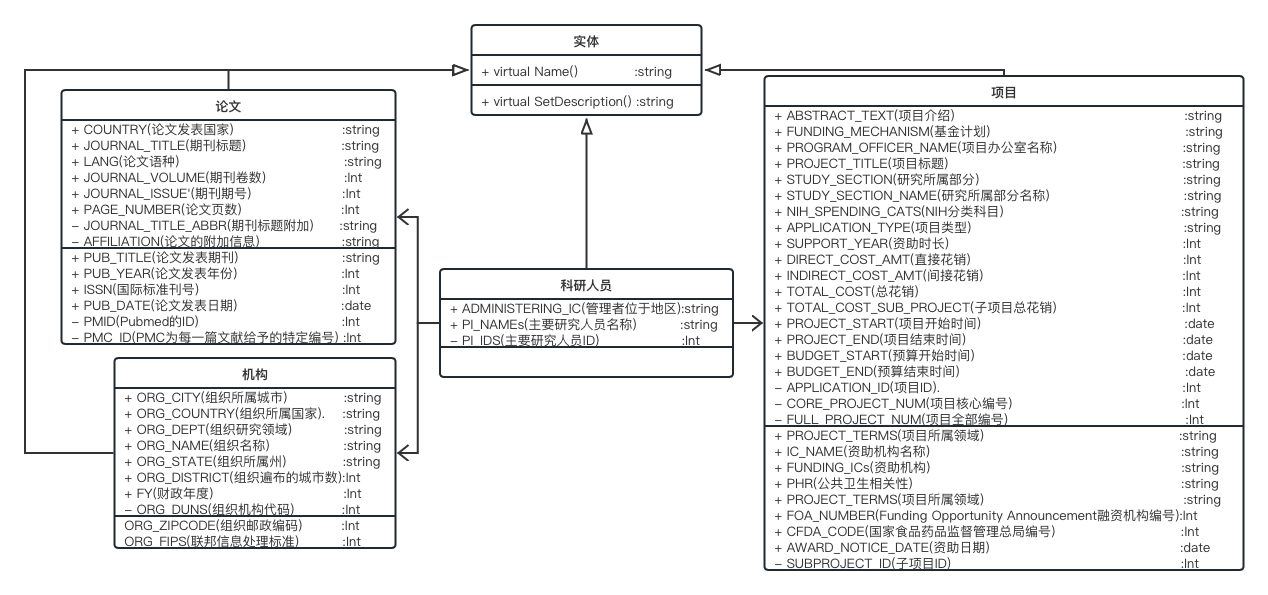 实体
+ virtual Name() :string
+ virtual SetDescription() :string
论文
+ COUNTRY(论文发表国家) :string
+ JOURNAL_TITLE(期刊标题) :string
+ LANG(论文语种) :string
+ JOURNAL_VOLUME(期刊卷数) :Int
+ JOURNAL_ISSUE'(期刊期号) :Int
+ PAGE_NUMBER(论文页数) :Int
− JOURNAL_TITLE_ABBR(期刊标题附加) :string
− AFFILIATION(论文的附加信息) :string
+ PUB_TITLE(论文发表期刊) :string
+ PUB_YEAR(论文发表年份) :Int
+ ISSN(国际标准刊号) :Int
+ PUB_DATE(论文发表日期) :date
− PMID(Pubmed的ID) :Int
− PMC_ID(PMC为每一篇文献给予的特定编号) :Int
机构
+ ORG_CITY(组织所属城市) :string
+ ORG_COUNTRY(组织所属国家). :string
+ ORG_DEPT(组织研究领域) :string
+ ORG_NAME(组织名称) :string
+ ORG_STATE(组织所属州) :string
+ ORG_DISTRICT(组织遍布的城市数):Int
+ FY(财政年度) :Int
− ORG_DUNS(组织机构代码) :Int
ORG_ZIPCODE(组织邮政编码) :Int
ORG_FIPS(联邦信息处理标准) :Int
科研人员
+ ADMINISTERING_IC(管理者位于地区):string
+ PI_NAMEs(主要研究人员名称) :string
− PI_IDS(主要研究人员ID) :Int
项目
+ ABSTRACT_TEXT(项目介绍) :string
+ FUNDING_MECHANISM(基金计划) :string
+ PROGRAM_OFFICER_NAME(项目办公室名称) :string
+ PROJECT_TITLE(项目标题) :string
+ STUDY_SECTION(研究所属部分) :string
+ STUDY_SECTION_NAME(研究所属部分名称) :string
+ NIH_SPENDING_CATS(NIH分类科目) :string
+ APPLICATION_TYPE(项目类型) :string
+ SUPPORT_YEAR(资助时长) :Int
+ DIRECT_COST_AMT(直接花销) :Int
+ INDIRECT_COST_AMT(间接花销) :Int
+ TOTAL_COST(总花销) :Int
+ TOTAL_COST_SUB_PROJECT(子项目总花销) :Int
+ PROJECT_START(项目开始时间) :date
+ PROJECT_END(项目结束时间) :date
+ BUDGET_START(预算开始时间) :date
+ BUDGET_END(预算结束时间) :date
− APPLICATION_ID(项目ID). :Int
− CORE_PROJECT_NUM(项目核心编号) :Int
− FULL_PROJECT_NUM(项目全部编号) :Int
+ PROJECT_TERMS(项目所属领域) :string
+ IC_NAME(资助机构名称) :string
+ FUNDING_ICs(资助机构) :string
+ PHR(公共卫生相关性) :string
+ PROJECT_TERMS(项目所属领域) :string
+ FOA_NUMBER(Funding Opportunity Announcement融资机构编号):Int
+ CFDA_CODE(国家食品药品监督管理总局编号) :Int
+ AWARD_NOTICE_DATE(资助日期) :date
− SUBPROJECT_ID(子项目ID) :Int